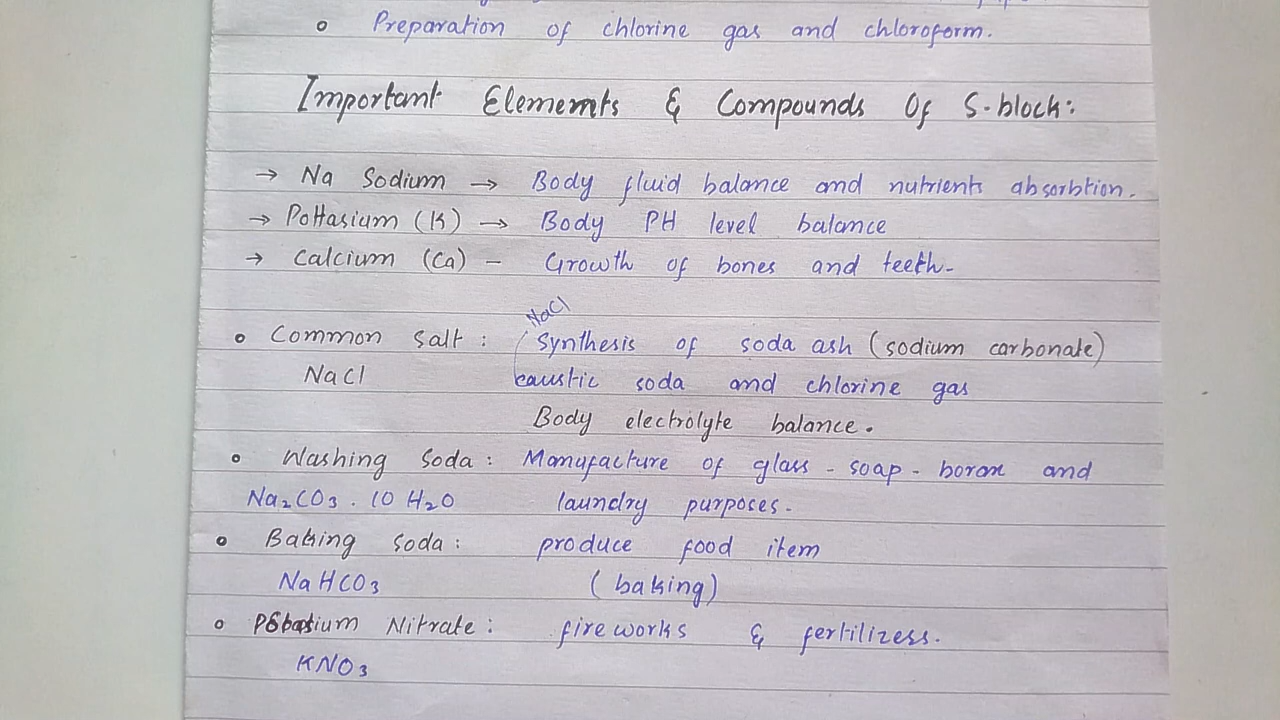 o Preparation of chlorine gas and chloroform.
Important Elements & Compounds Of S-block:
→ Na Sodium → Body fluid balance and nutrients absorbtion.
→ Pottasium (K) → Body PH level balance
→ Calcium (Ca) - Growth of bones and teeth-
NaCl
o Common Salt: Synthesis of soda ash (sodium carbonate)
NaCl caustic soda and chlorine gas
Body electrolyte balance.
o Washing Soda: Manufacture of glass - soap - borax and
Na₂CO₃ . 10 H₂O laundry purposes-
o Baking soda: produce food item
NaHCO₃ (baking)
o Nitrate: fireworks & fertilizess.
KNO₃